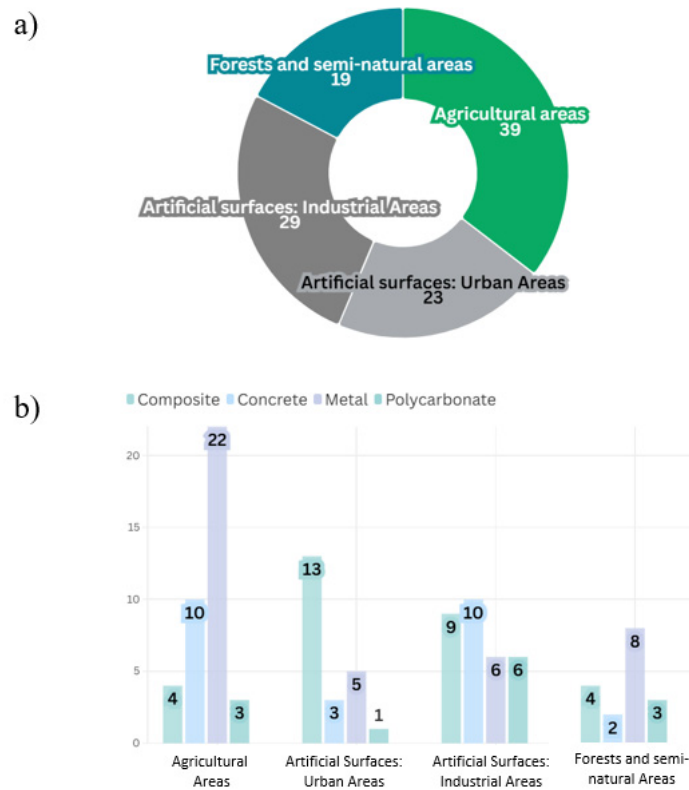 a)
Forests and semi-natural areas
19
Agricultural areas
39
Artificial surfaces: Industrial Areas
29
Artificial surfaces: Urban Areas
23
b)
Composite Concrete Metal Polycarbonate
20
15
10
5
0
4
10
22
3
13
3
5
1
9
10
6
6
4
2
8
3
Agricultural
Areas
Artificial Surfaces:
Urban Areas
Artificial Surfaces:
Industrial Areas
Forests and semi-
natural Areas